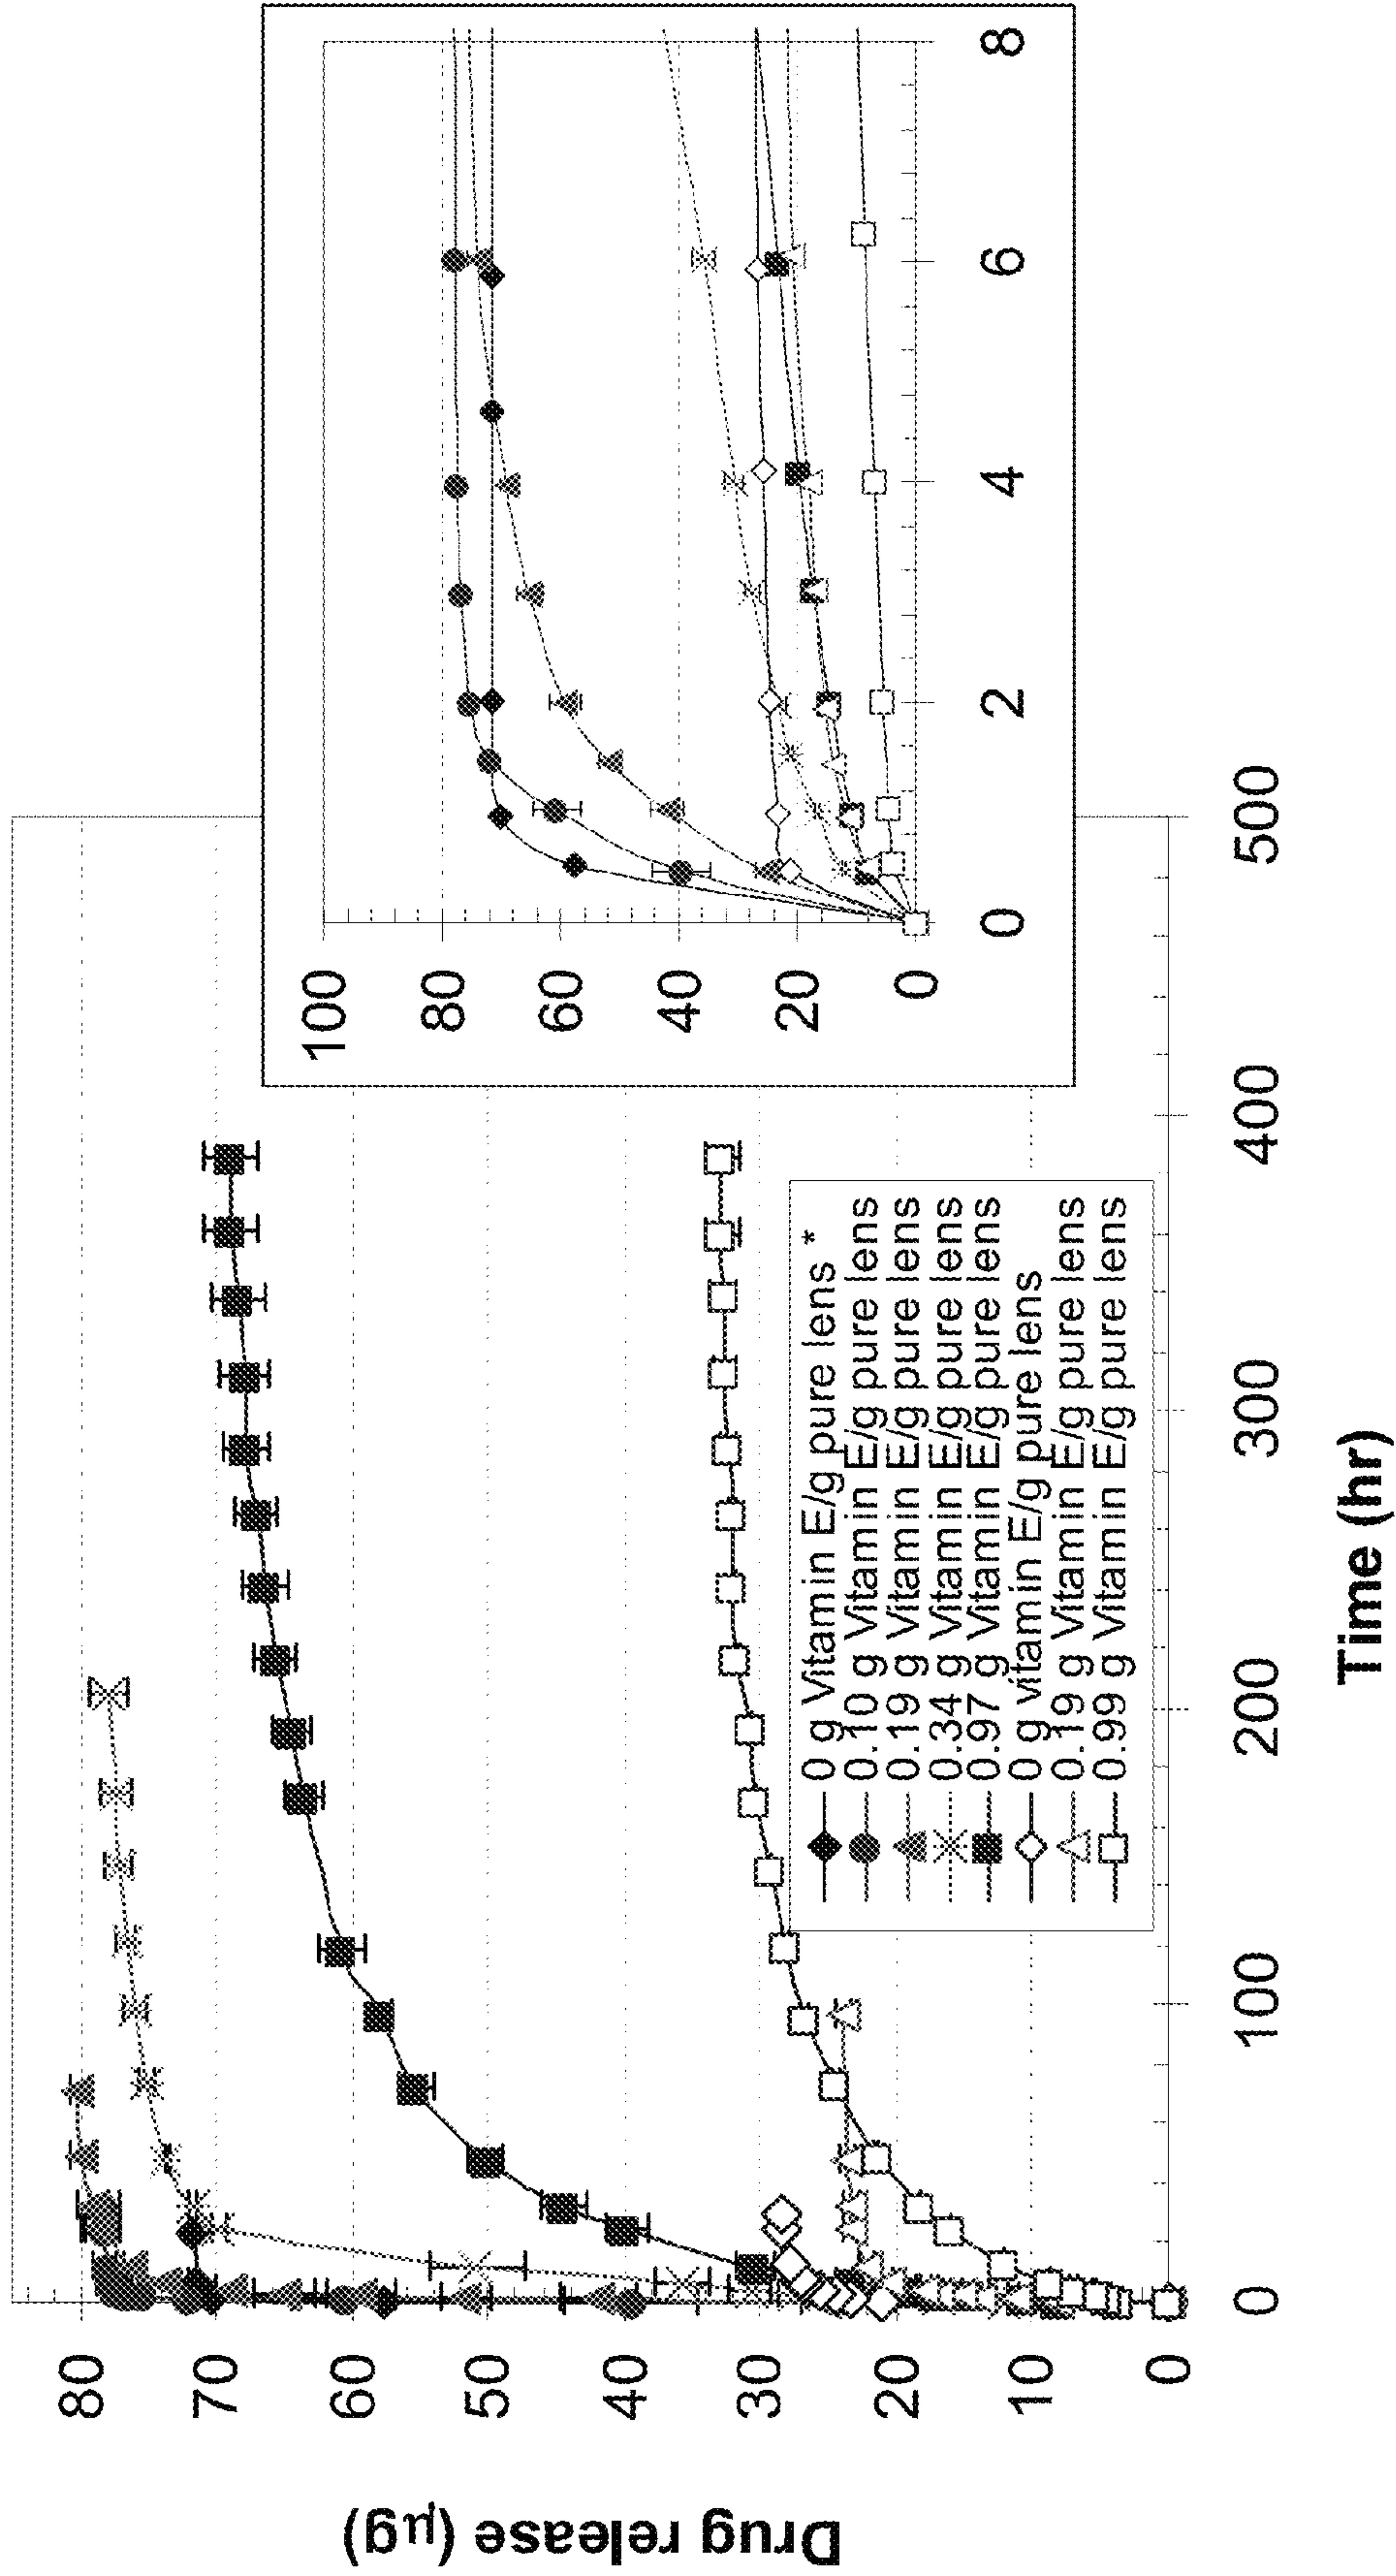 Drug release (µg)
80
70
60
50
40
30
20
10
0
0
100
200
300
400
500
Time (hr)
100
80
60
40
20
0
0
2
4
6
8
0 g Vitamin E/g pure lens *
0.10 g Vitamin E/g pure lens
0.19 g Vitamin E/g pure lens
0.34 g Vitamin E/g pure lens
0.97 g Vitamin E/g pure lens
0 g vitamin E/g pure lens
0.19 g Vitamin E/g pure lens
0.99 g Vitamin E/g pure lens